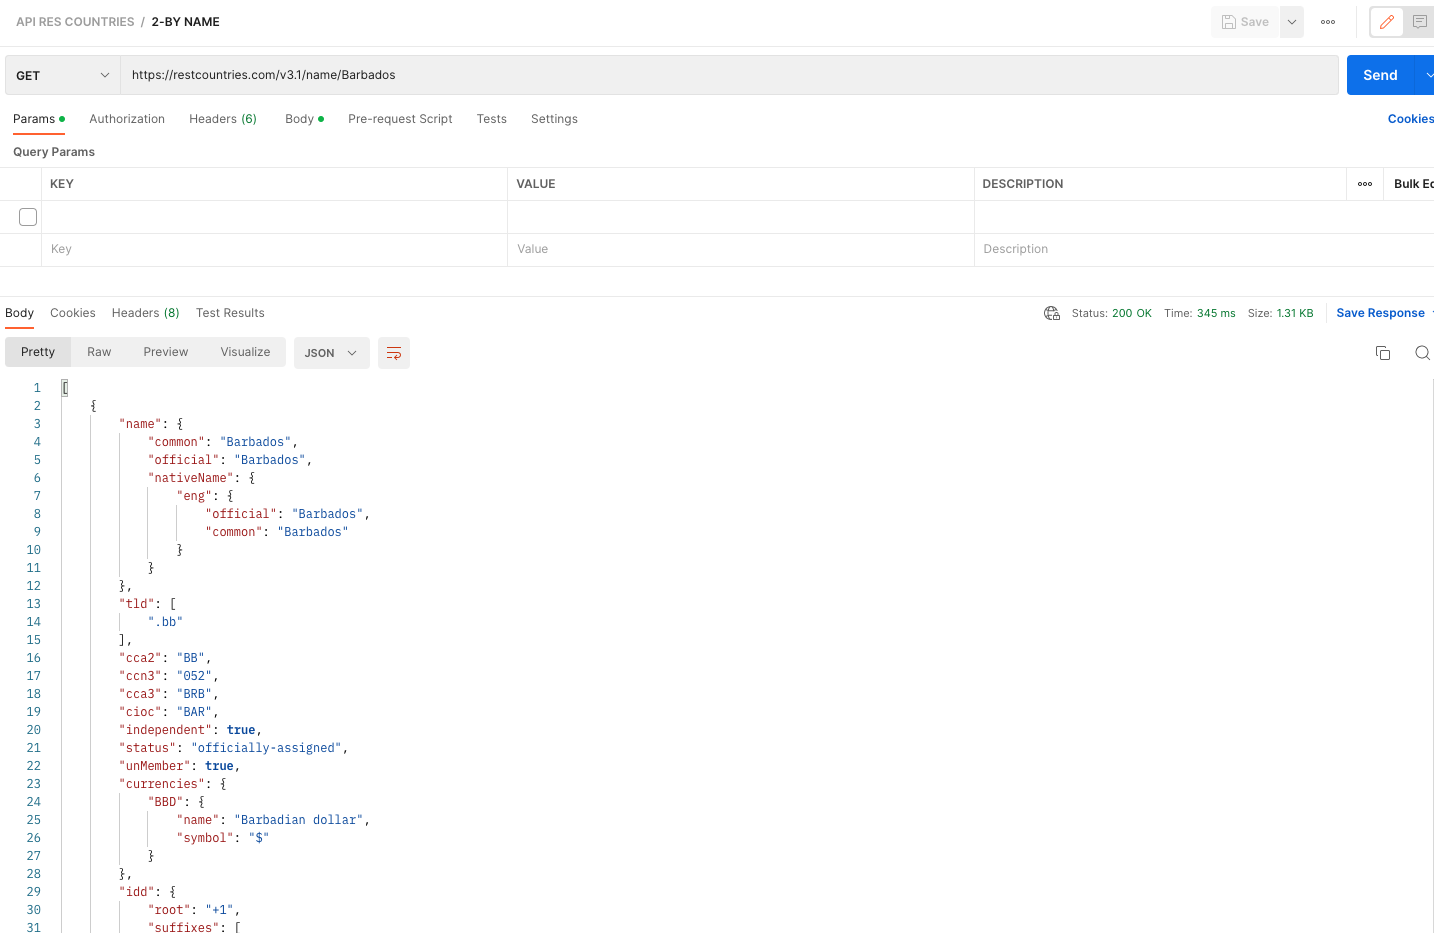 API RES COUNTRIES / 2-BY NAME
Save
GET https://restcountries.com/v3.1/name/Barbados Send
Params Authorization Headers (6) Body Pre-request Script Tests Settings Cookies
Query Params
KEY VALUE DESCRIPTION Bulk Ed
Key Value Description
Body Cookies Headers (8) Test Results Status: 200 OK Time: 345 ms Size: 1.31 KB Save Response
Pretty Raw Preview Visualize JSON
1 [
2 {
3 "name": {
4 "common": "Barbados",
5 "official": "Barbados",
6 "nativeName": {
7 "eng": {
8 "official": "Barbados",
9 "common": "Barbados"
10 }
11 }
12 },
13 "tld": [
14 ".bb"
15 ],
16 "cca2": "BB",
17 "ccn3": "052",
18 "cca3": "BRB",
19 "cioc": "BAR",
20 "independent": true,
21 "status": "officially-assigned",
22 "unMember": true,
23 "currencies": {
24 "BBD": {
25 "name": "Barbadian dollar",
26 "symbol": "$"
27 }
28 },
29 "idd": {
30 "root": "+1",
31 "suffixes": [